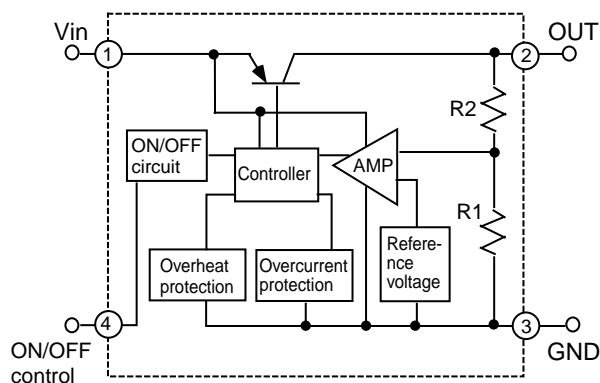 Vin
1
2
OUT
R2
ON/OFF
circuit
Controller
AMP
R1
Overheat
protection
Overcurrent
protection
Refere-
nce
voltage
4
3
ON/OFF
control
GND